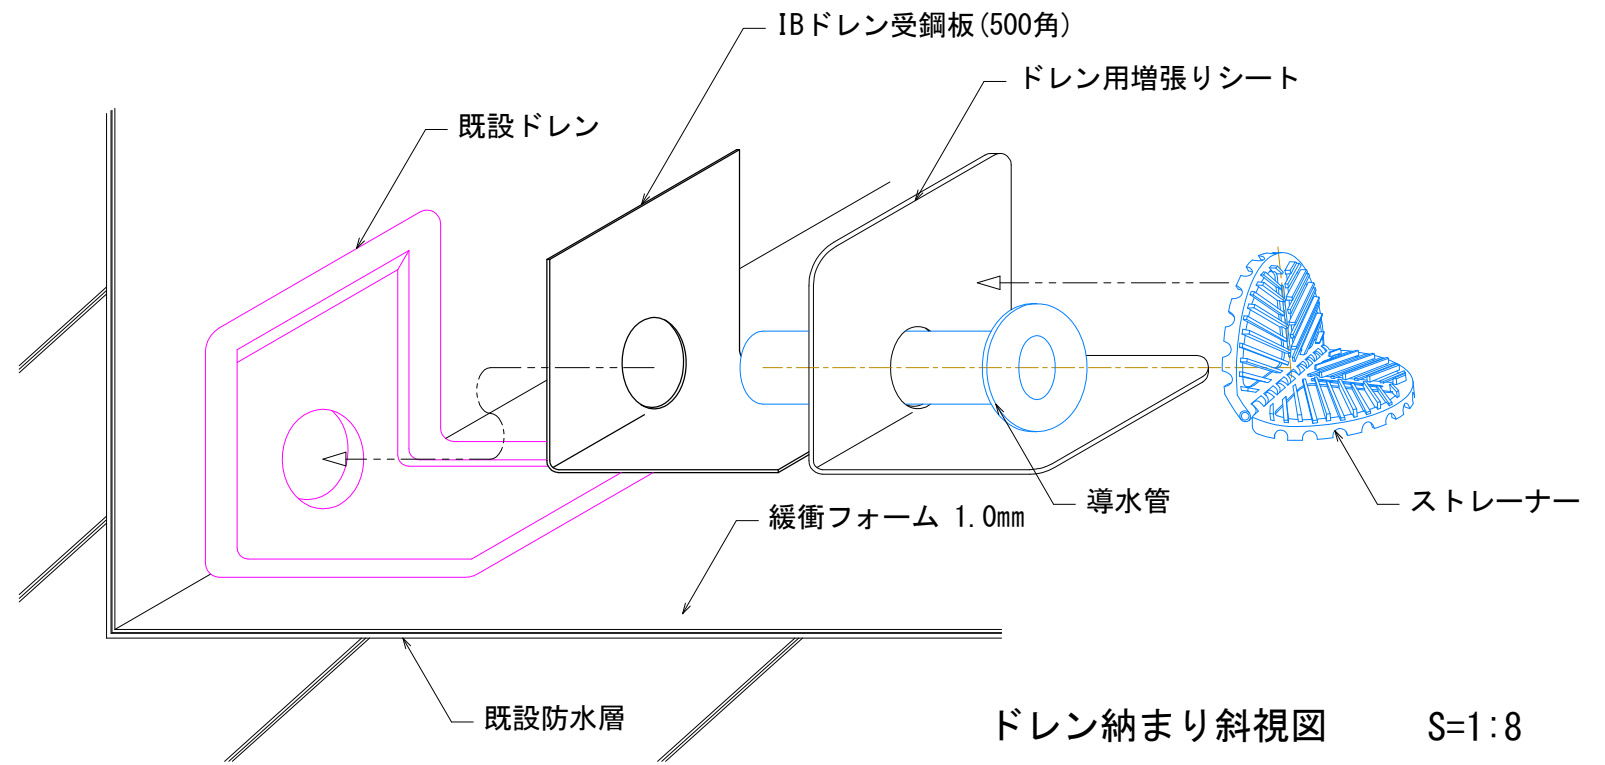 IBドレン受鋼板(500角)
ドレン用増張りシート
既設ドレン
導水管
ストレーナー
緩衝フォーム 1.0mm
既設防水層
ドレン納まり斜視図 S=1:8